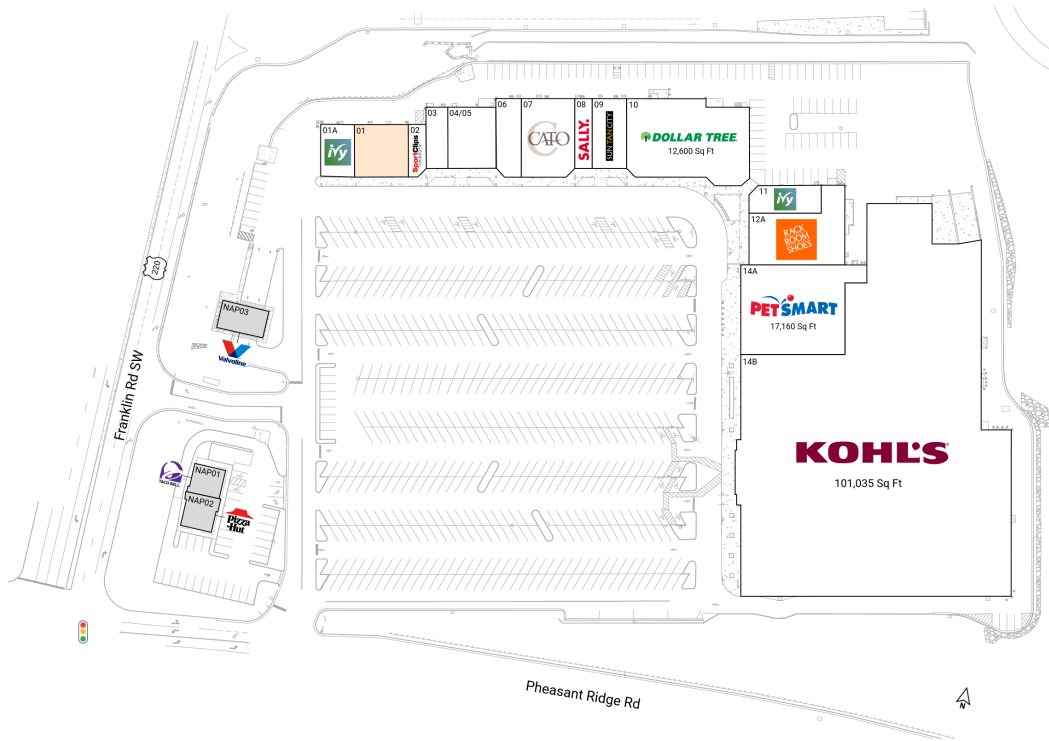 01A
ivy
01
02
SportClips
HAIRCUTS
03
04/05
06
07
CATO
C
08
SALLY.
09
SUN TAN CITY
10
DOLLAR TREE
12,600 Sq Ft
11
ivy
12A
RACK
ROOM
SHOES
14A
PETSMART
17,160 Sq Ft
14B
KOHL'S
101,035 Sq Ft
220
NAP03
Valvoline
Franklin Rd SW
NAP01
TACO BELL
NAP02
Pizza
Hut
Pheasant Ridge Rd
N